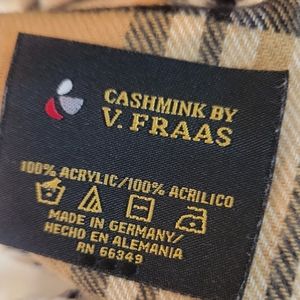 CASHMINK BY
V. FRAAS
100% ACRYLIC/100% ACRILICO
MADE IN GERMANY/
HECHO EN ALEMANIA
RN 66349